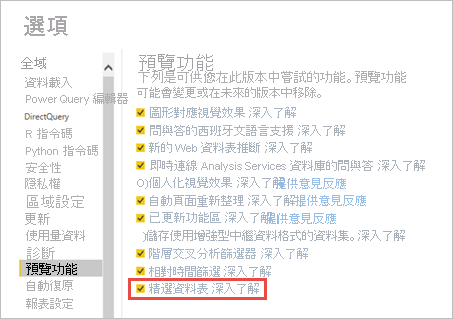 選項
全域
資料載入
Power Query 編輯器
DirectQuery
R 指令碼
Python 指令碼
安全性
隱私權
區域設定
更新
使用量資料
診斷
預覽功能
自動復原
報表設定
預覽功能
下列是可供您在此版本中嘗試的功能。預覽功能
可能會變更或在未來的版本中移除。
圖形對應視覺效果 深入了解
問與答的西班牙文語言支援 深入了解
新的 Web 資料表推斷 深入了解
即時連線 Analysis Services 資料庫的問與答 深入了解
O)個人化視覺效果 深入了解提供意見反應
自動頁面重新整理 深入了解提供意見反應
已更新功能區 深入了解提供意見反應
)儲存使用增強型中繼資料格式的資料集。深入了解
階層交叉分析篩選器 深入了解
相對時間篩選 深入了解
精選資料表 深入了解